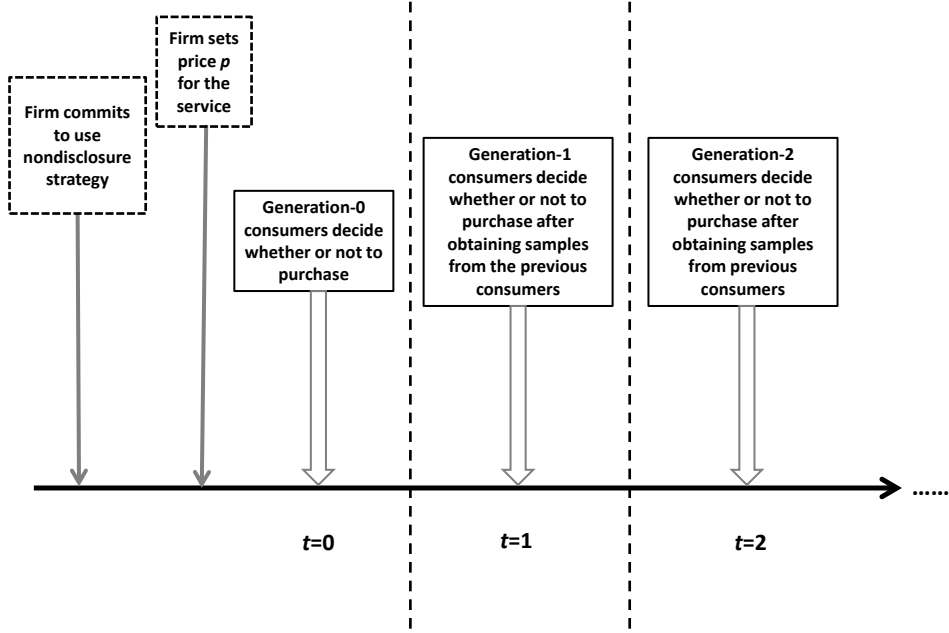 Firm commits
to use
nondisclosure
strategy
Firm sets
price p
for the
service
Generation-0
consumers decide
whether or not to
purchase
Generation-1
consumers decide
whether or not to
purchase after
obtaining samples
from the previous
consumers
Generation-2
consumers decide
whether or not to
purchase after
obtaining samples
from previous
consumers
......
t=0
t=1
t=2